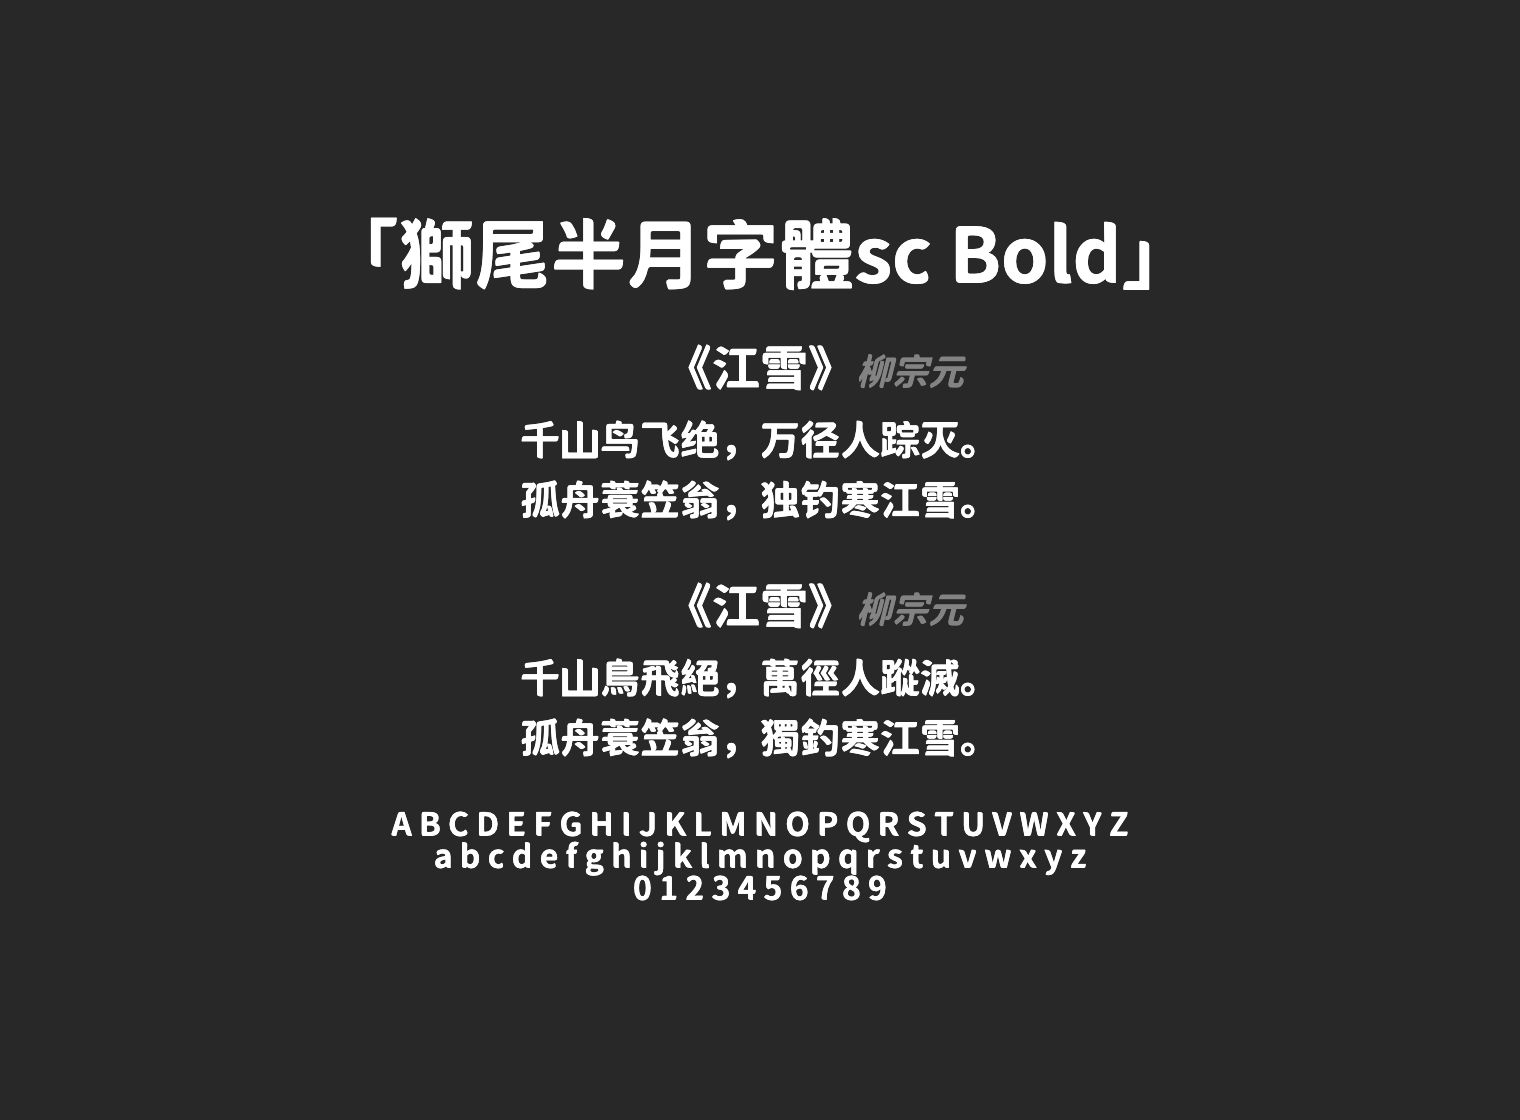 「獅尾半月字體sc Bold」
《江雪》 柳宗元
千山鸟飞绝，万径人踪灭。
孤舟蓑笠翁，独钓寒江雪。
《江雪》 柳宗元
千山鳥飛絕，萬徑人蹤滅。
孤舟蓑笠翁，獨釣寒江雪。
A B C D E F G H I J K L M N O P Q R S T U V W X Y Z
a b c d e f g h i j k l m n o p q r s t u v w x y z
0 1 2 3 4 5 6 7 8 9